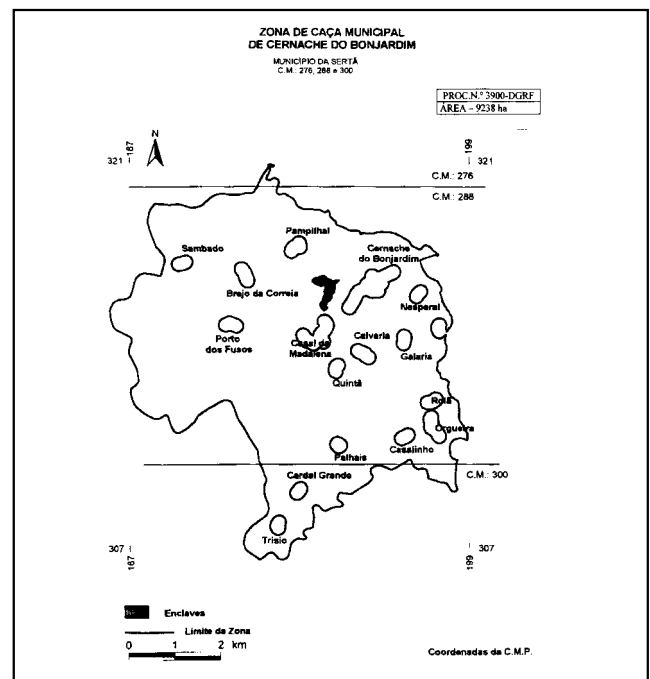 ZONA DE CAÇA MUNICIPAL
DE CERNACHE DO BONJARDIM
MUNICÍPIO DA SERTÃ
C.M.: 276, 288 e 300
PROC.N.º 3900-DGRF
ÁREA – 9238 ha
N
187
199
321
321
C.M.: 276
C.M.: 288
Pampilhal
Sambado
Cernache
do Bonjardim
Brejo da Correia
Nesperal
Porto
dos Fusos
Casal da
Madalena
Calvaria
Galaria
Quintã
Rolã
Orgueira
Casalinho
Palhais
C.M.: 300
Cardal Grande
Trísio
307
307
187
199
Enclaves
Limite da Zona
0 1 2 km
Coordenadas da C.M.P.